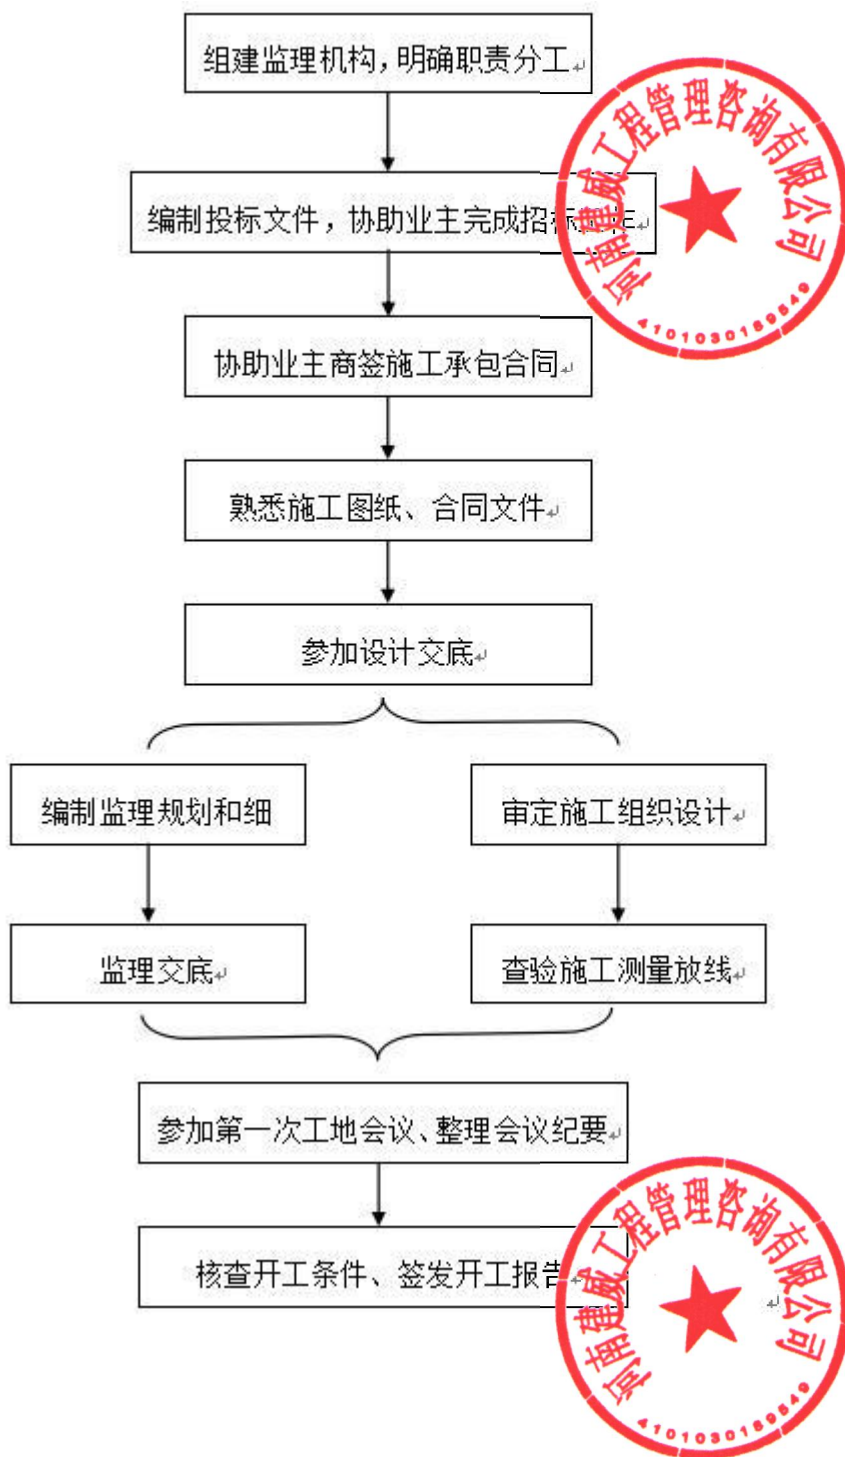 组建监理机构，明确职责分工
河南建威工程管理咨询有限公司
4101030189549
编制投标文件，协助业主完成招标
协助业主商签施工承包合同
熟悉施工图纸、合同文件
参加设计交底
编制监理规划和细
审定施工组织设计
监理交底
查验施工测量放线
参加第一次工地会议、整理会议纪要
核查开工条件、签发开工报告
河南建威工程管理咨询有限公司
4101030189549